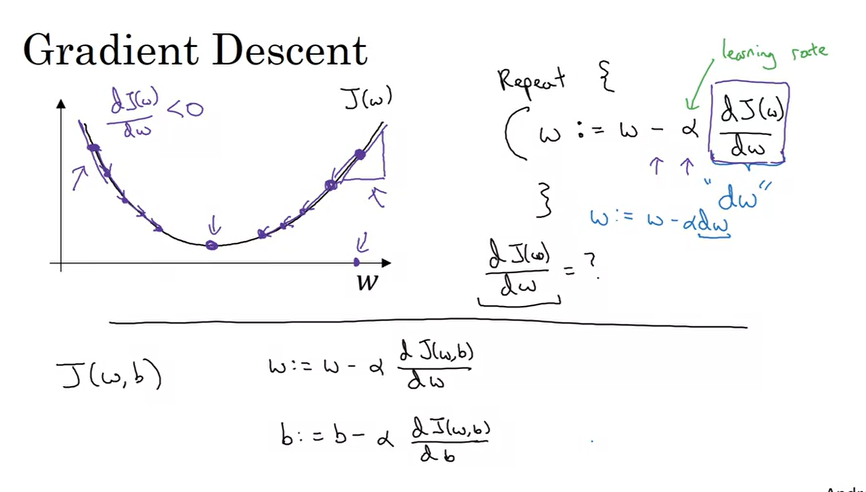 Gradient Descent
dJ(w)/dw < 0
J(w)
w
learning rate
Repeat {
w := w - α dJ(w)/dw
"dw"
}
w := w - αdw
dJ(w)/dw = ?
J(w,b)
w := w - α dJ(w,b)/dw
b := b - α dJ(w,b)/db